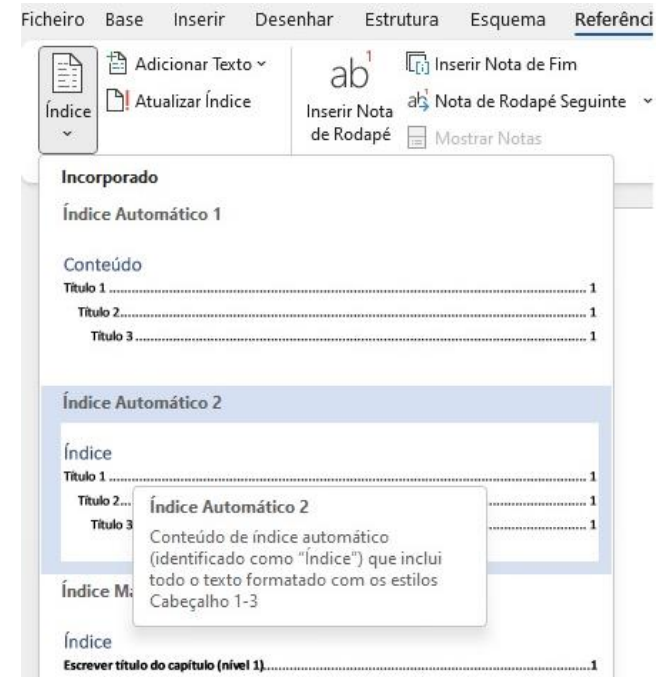 Ficheiro Base Inserir Desenhar Estrutura Esquema Referênci
Índice
Adicionar Texto
Atualizar Índice
ab1
Inserir Nota
de Rodapé
Inserir Nota de Fim
Nota de Rodapé Seguinte
Mostrar Notas
Incorporado
Índice Automático 1
Conteúdo
Título 1 ........ 1
Título 2 ........ 1
Título 3 ........ 1
Índice Automático 2
Índice
Título 1 ........ 1
Título 2... ........ 1
Título 3 ........ 1
Índice Automático 2
Conteúdo de índice automático
(identificado como "Índice") que inclui
todo o texto formatado com os estilos
Cabeçalho 1-3
Índice Ma
Índice
Escrever título do capítulo (nível 1)........1